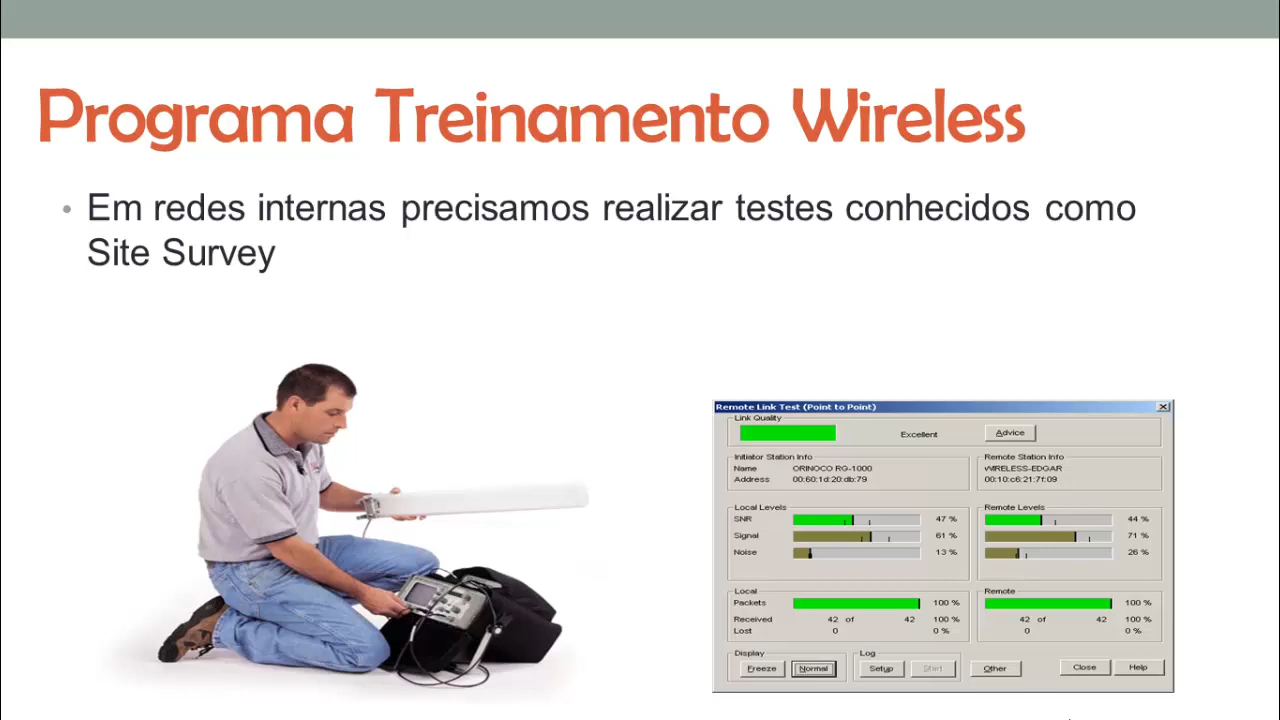 Programa Treinamento Wireless
• Em redes internas precisamos realizar testes conhecidos como
Site Survey
Remote Link Test (Point to Point)
Link Quality
Excellent Advice
Initiator Station Info
Name ORINOCO RG-1000
Address 00:60:1d:20:db:79
Remote Station Info
WIRELESS-EDGAR
00:10:c6:21:7f:09
Local Levels
SNR 47 %
Signal 61 %
Noise 13 %
Remote Levels
44 %
71 %
26 %
Local
Packets 100 %
Received 42 of 42 100 %
Lost 0 0 %
Remote
100 %
42 of 42 100 %
0 0 %
Display
Freeze Normal
Log
Setup Start
Other
Close Help